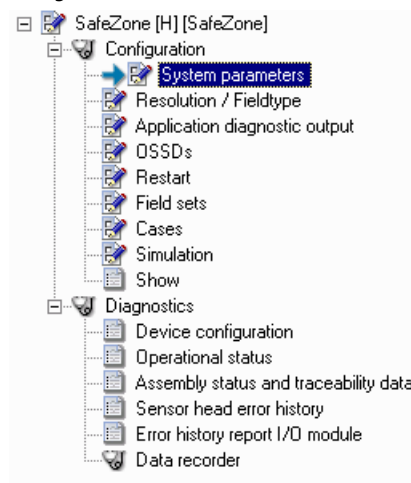 SafeZone [H] [SafeZone]
Configuration
System parameters
Resolution / Fieldtype
Application diagnostic output
OSSDs
Restart
Field sets
Cases
Simulation
Show
Diagnostics
Device configuration
Operational status
Assembly status and traceability data
Sensor head error history
Error history report I/O module
Data recorder